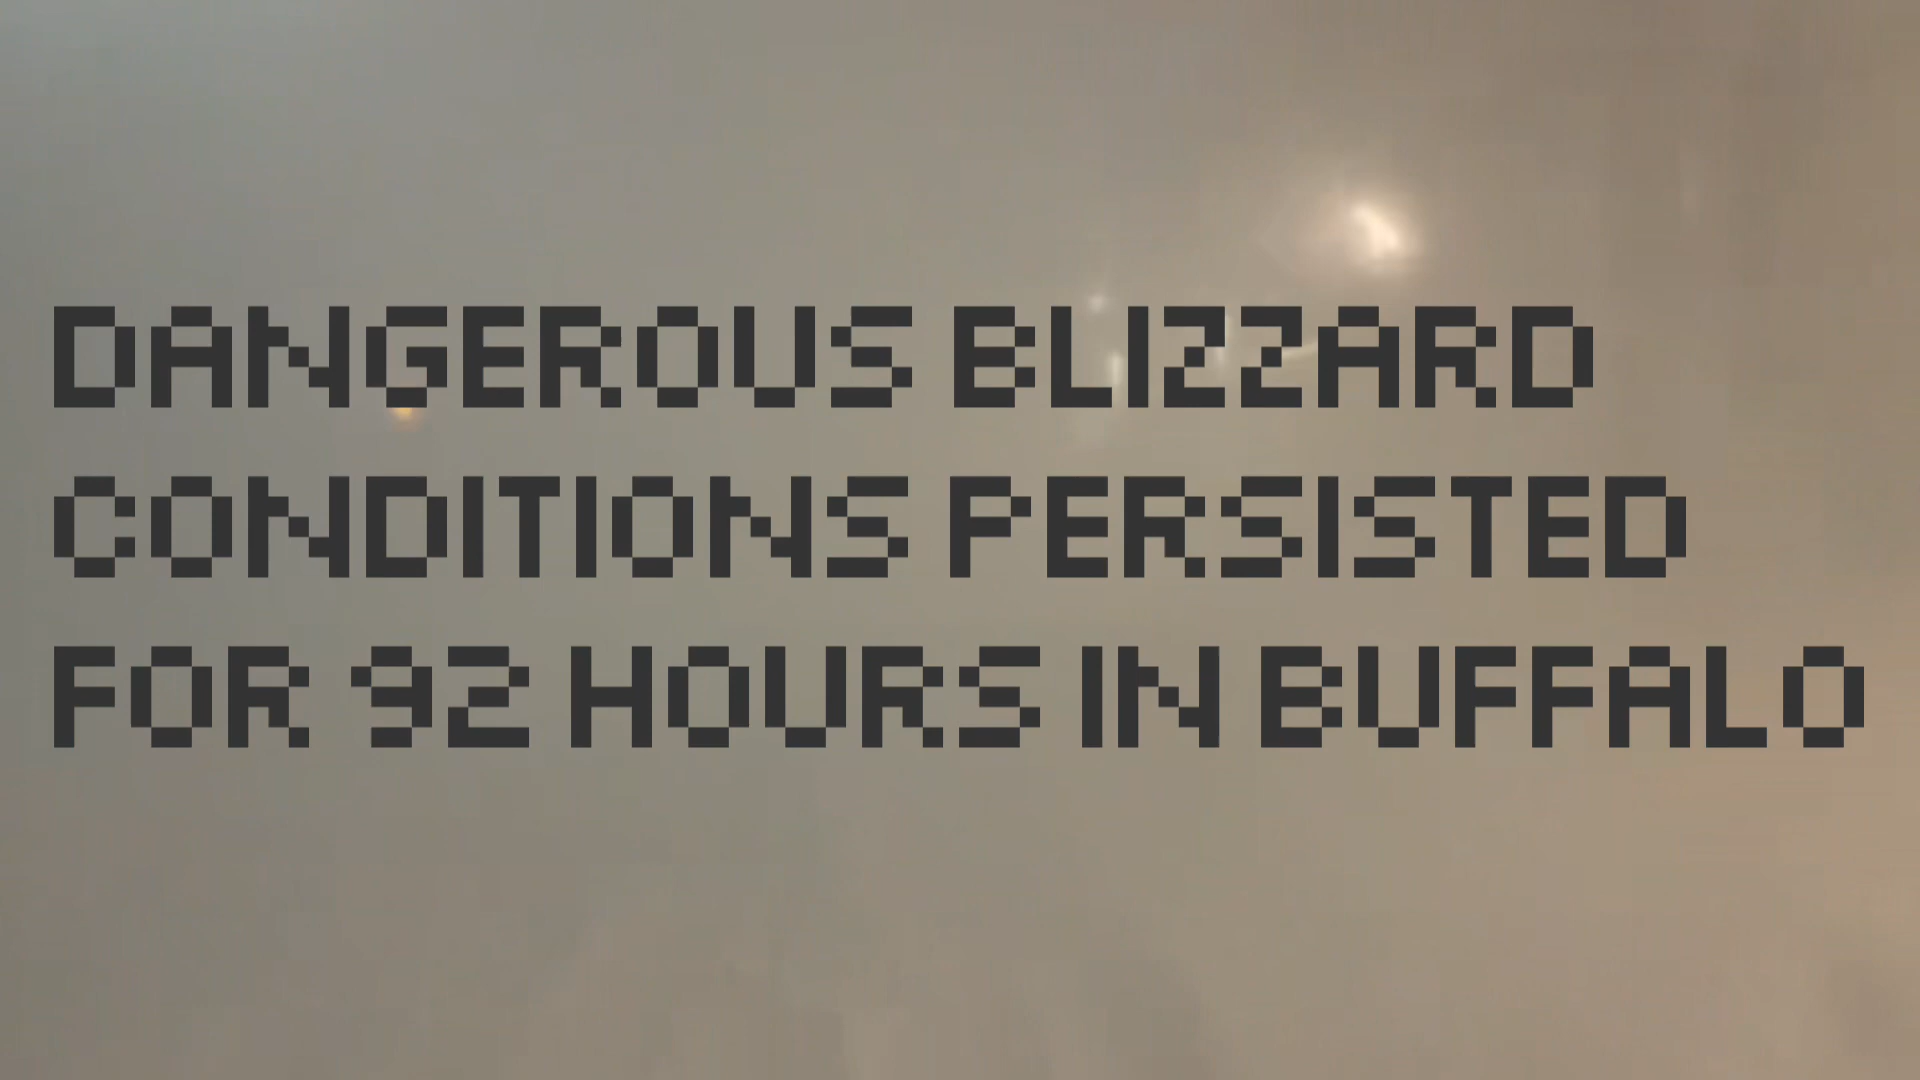 DANGEROUS BLIZZARD
CONDITIONS PERSISTED
FOR 92 HOURS IN BUFFALO